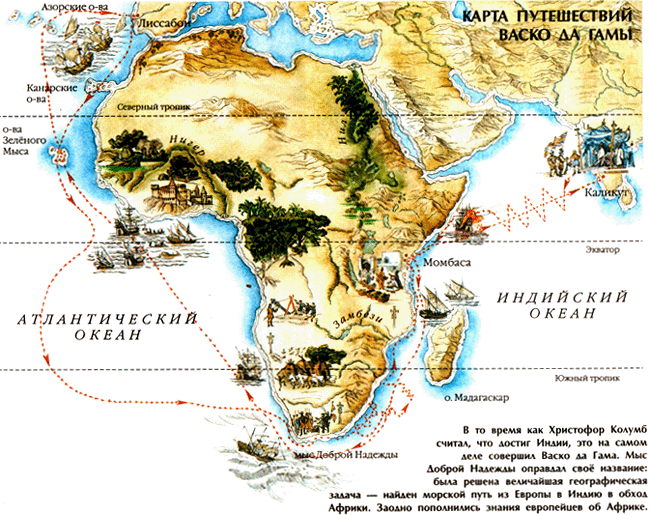 Азорские о-ва
Лиссабон
КАРТА ПУТЕШЕСТВИЙ
ВАСКО ДА ГАМЫ
Канарские
о-ва
Северный тропик
о-ва
Зелёного
Мыса
Нигер
Нил
Каликут
Экватор
Момбаса
АТЛАНТИЧЕСКИЙ
ОКЕАН
ИНДИЙСКИЙ
ОКЕАН
Замбези
Южный тропик
о. Мадагаскар
мыс Доброй Надежды
В то время как Христофор Колумб
считал, что достиг Индии, это на самом
деле совершил Васко да Гама. Мыс
Доброй Надежды оправдал своё название:
была решена величайшая географическая
задача — найден морской путь из Европы в Индию в обход
Африки. Заодно пополнились знания европейцев об Африке.